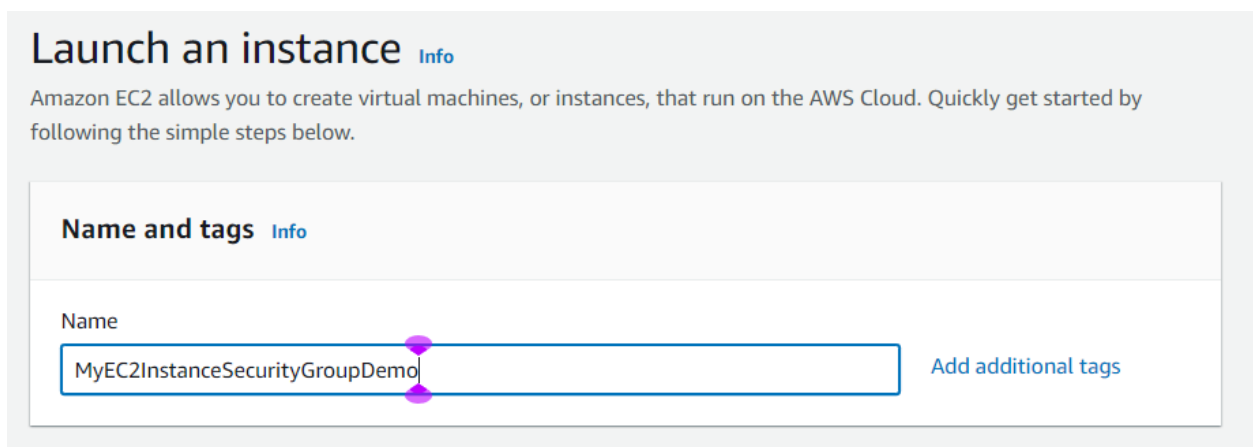 Launch an instance Info
Amazon EC2 allows you to create virtual machines, or instances, that run on the AWS Cloud. Quickly get started by
following the simple steps below.
Name and tags Info
Name
MyEC2InstanceSecurityGroupDemo
Add additional tags